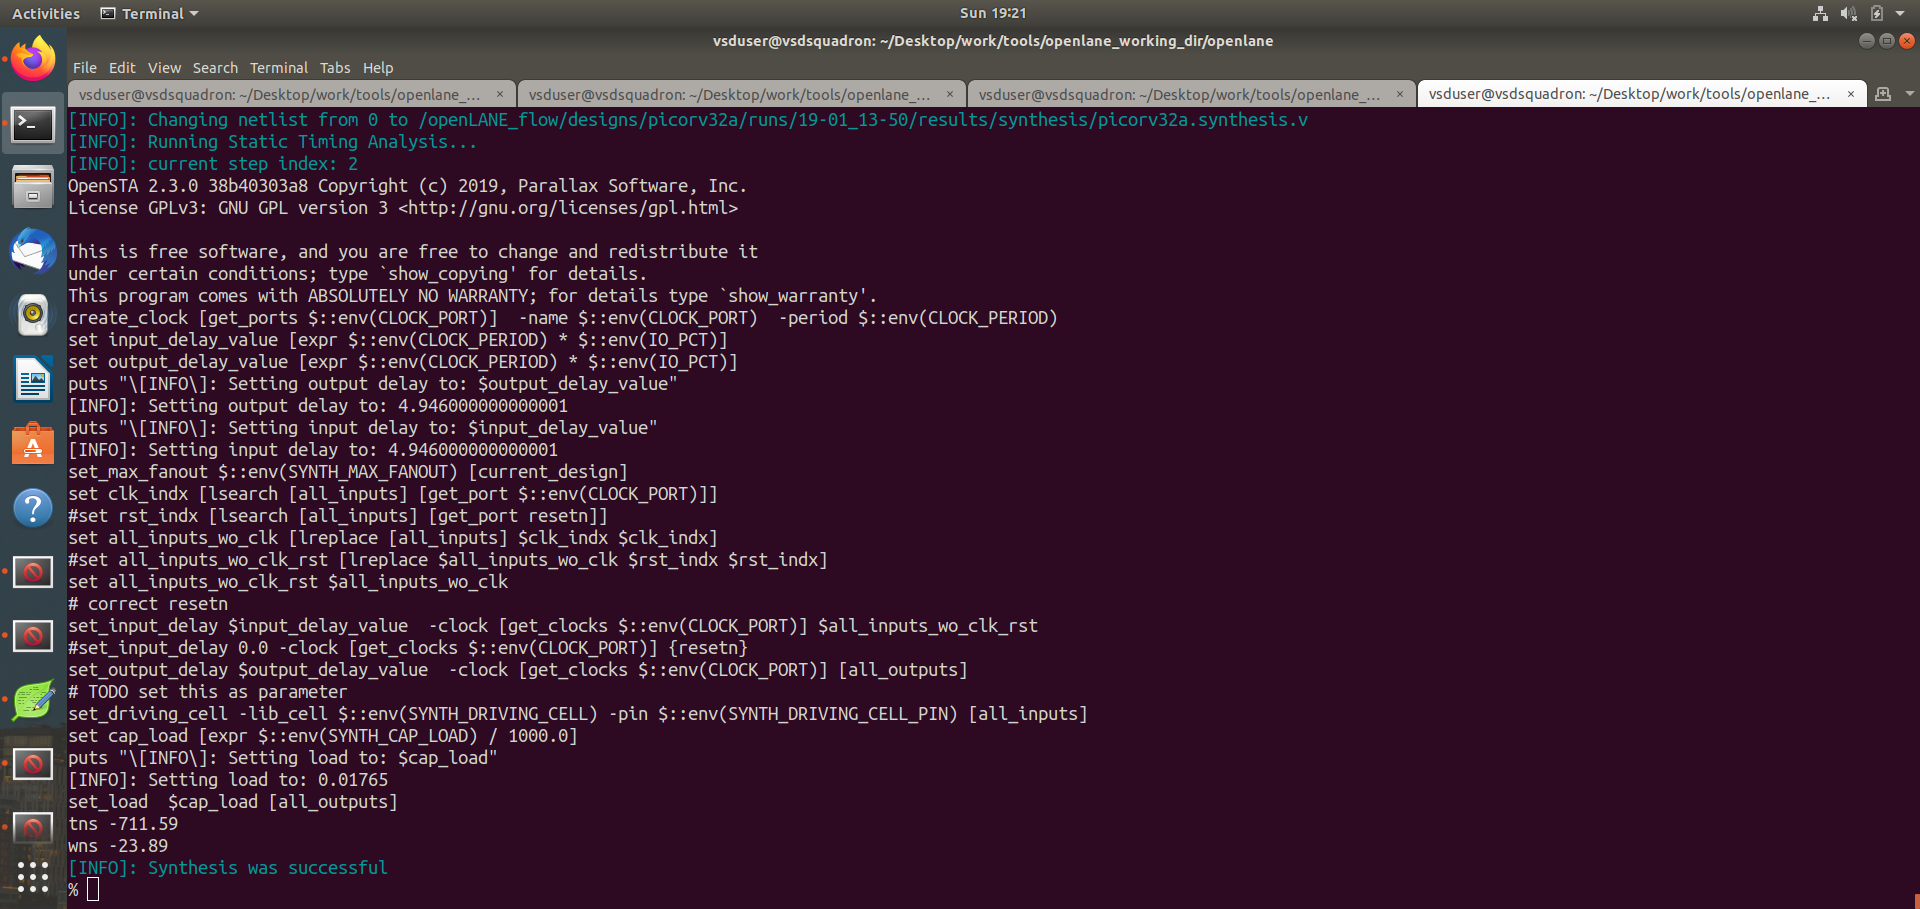 Activities
Terminal
Sun 19:21
vsduser@vsdsquadron: ~/Desktop/work/tools/openlane_working_dir/openlane
File Edit View Search Terminal Tabs Help
vsduser@vsdsquadron: ~/Desktop/work/tools/openlane_... ×
vsduser@vsdsquadron: ~/Desktop/work/tools/openlane_... ×
vsduser@vsdsquadron: ~/Desktop/work/tools/openlane_... ×
vsduser@vsdsquadron: ~/Desktop/work/tools/openlane_... ×
[INFO]: Changing netlist from 0 to /openLANE_flow/designs/picorv32a/runs/19-01_13-50/results/synthesis/picorv32a.synthesis.v
[INFO]: Running Static Timing Analysis...
[INFO]: current step index: 2
OpenSTA 2.3.0 38b40303a8 Copyright (c) 2019, Parallax Software, Inc.
License GPLv3: GNU GPL version 3 <http://gnu.org/licenses/gpl.html>
This is free software, and you are free to change and redistribute it
under certain conditions; type `show_copying' for details.
This program comes with ABSOLUTELY NO WARRANTY; for details type `show_warranty'.
create_clock [get_ports $::env(CLOCK_PORT)]  -name $::env(CLOCK_PORT)  -period $::env(CLOCK_PERIOD)
set input_delay_value [expr $::env(CLOCK_PERIOD) * $::env(IO_PCT)]
set output_delay_value [expr $::env(CLOCK_PERIOD) * $::env(IO_PCT)]
puts "\[INFO\]: Setting output delay to: $output_delay_value"
[INFO]: Setting output delay to: 4.946000000000001
puts "\[INFO\]: Setting input delay to: $input_delay_value"
[INFO]: Setting input delay to: 4.946000000000001
set_max_fanout $::env(SYNTH_MAX_FANOUT) [current_design]
set clk_indx [lsearch [all_inputs] [get_port $::env(CLOCK_PORT)]]
#set rst_indx [lsearch [all_inputs] [get_port resetn]]
set all_inputs_wo_clk [lreplace [all_inputs] $clk_indx $clk_indx]
#set all_inputs_wo_clk_rst [lreplace $all_inputs_wo_clk $rst_indx $rst_indx]
set all_inputs_wo_clk_rst $all_inputs_wo_clk
# correct resetn
set_input_delay $input_delay_value  -clock [get_clocks $::env(CLOCK_PORT)] $all_inputs_wo_clk_rst
#set_input_delay 0.0 -clock [get_clocks $::env(CLOCK_PORT)] {resetn}
set_output_delay $output_delay_value  -clock [get_clocks $::env(CLOCK_PORT)] [all_outputs]
# TODO set this as parameter
set_driving_cell -lib_cell $::env(SYNTH_DRIVING_CELL) -pin $::env(SYNTH_DRIVING_CELL_PIN) [all_inputs]
set cap_load [expr $::env(SYNTH_CAP_LOAD) / 1000.0]
puts "\[INFO\]: Setting load to: $cap_load"
[INFO]: Setting load to: 0.01765
set_load  $cap_load [all_outputs]
tns -711.59
wns -23.89
[INFO]: Synthesis was successful
%